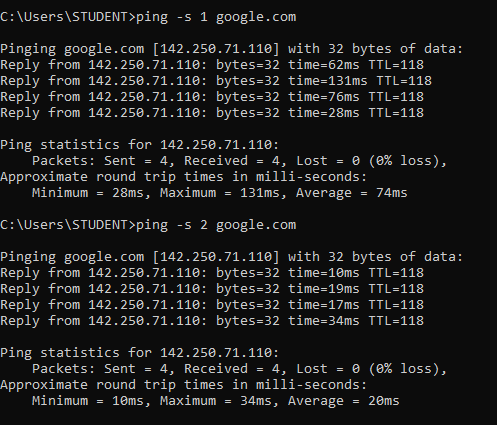 C:\Users\STUDENT>ping -s 1 google.com
Pinging google.com [142.250.71.110] with 32 bytes of data:
Reply from 142.250.71.110: bytes=32 time=62ms TTL=118
Reply from 142.250.71.110: bytes=32 time=131ms TTL=118
Reply from 142.250.71.110: bytes=32 time=76ms TTL=118
Reply from 142.250.71.110: bytes=32 time=28ms TTL=118
Ping statistics for 142.250.71.110:
    Packets: Sent = 4, Received = 4, Lost = 0 (0% loss),
Approximate round trip times in milli-seconds:
    Minimum = 28ms, Maximum = 131ms, Average = 74ms
C:\Users\STUDENT>ping -s 2 google.com
Pinging google.com [142.250.71.110] with 32 bytes of data:
Reply from 142.250.71.110: bytes=32 time=10ms TTL=118
Reply from 142.250.71.110: bytes=32 time=19ms TTL=118
Reply from 142.250.71.110: bytes=32 time=17ms TTL=118
Reply from 142.250.71.110: bytes=32 time=34ms TTL=118
Ping statistics for 142.250.71.110:
    Packets: Sent = 4, Received = 4, Lost = 0 (0% loss),
Approximate round trip times in milli-seconds:
    Minimum = 10ms, Maximum = 34ms, Average = 20ms